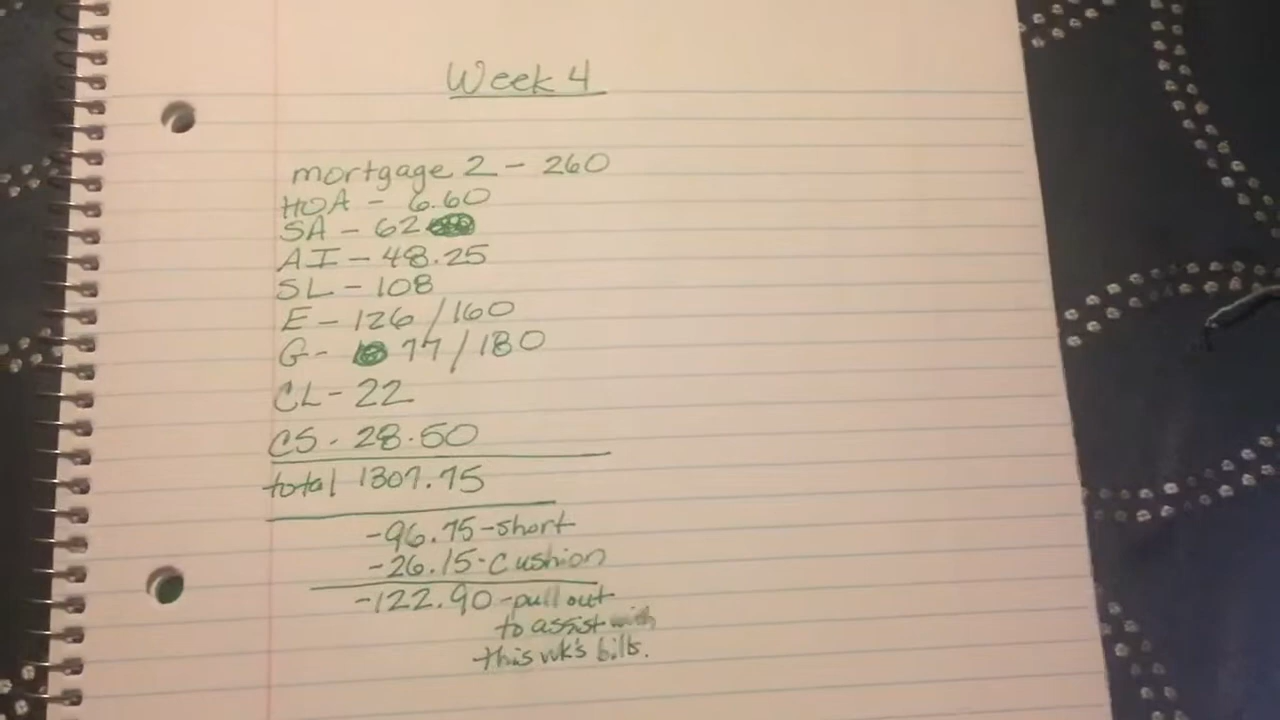 Week 4
mortgage 2 - 260
HOA - 6.60
SA - 62
AI - 48.25
SL - 108
E - 126 / 160
G - 77 / 180
CL - 22
CS - 28.50
total 1307.75
-96.75 - short
-26.15 - Cushion
-122.90 - pull out
to assist with
this wk's bills.